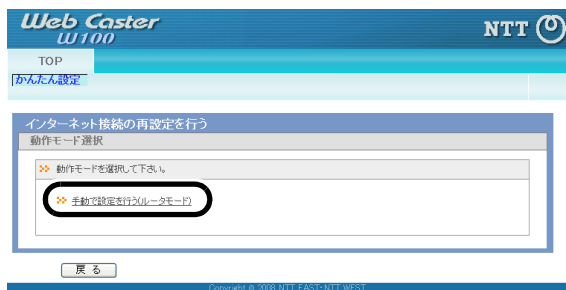 Web Caster
W100
NTT
TOP
かんたん設定
インターネット接続の再設定を行う
動作モード選択
動作モードを選択して下さい。
手動で設定を行う(ルータモード)
戻る
Copyright © 2008 NTT EAST・NTT WEST